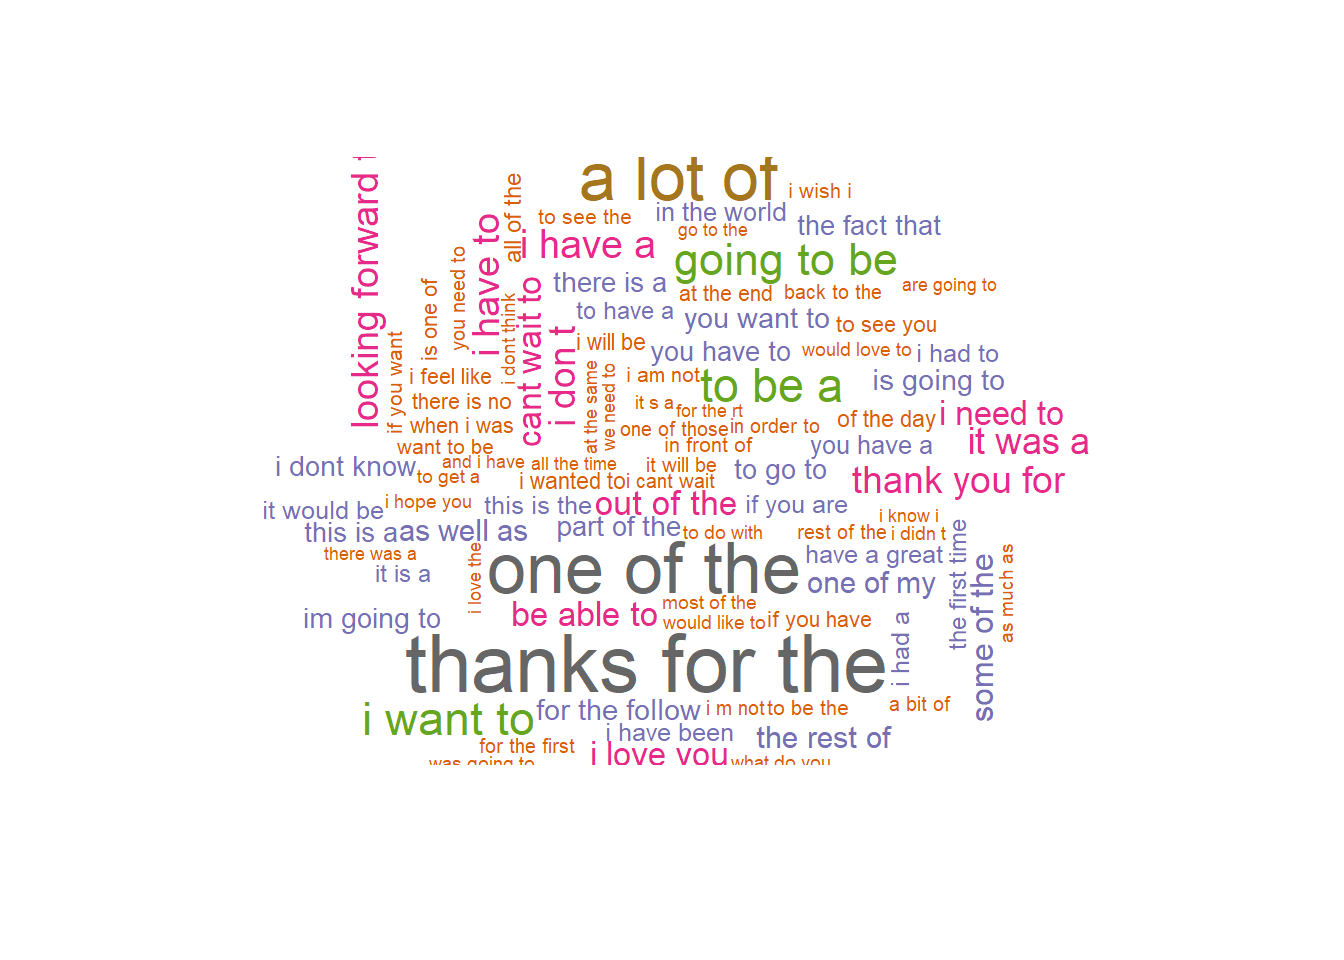 a lot of
i wish i
looking forward
all of the
to see the
in the world
go to the
the fact that
i have to
i have a
going to be
you need to
is one of
there is a
at the end
back to the
are going to
i dont think
cant wait to
to have a
you want to
to see you
if you want
i don t
i will be
you have to
would love to
i had to
i feel like
at the same
we need to
i am not
to be a
is going to
there is no
it s a
for the rt
of the day
i need to
when i was
one of those
in order to
want to be
in front of
you have a
it was a
i dont know
and i have
all the time
it will be
to go to
to get a
i wanted to
i cant wait
thank you for
it would be
i hope you
this is the
out of the
if you are
i know i
this is a
as well as
part of the
to do with
rest of the
i didn t
there was a
i love the
one of the
have a great
the first time
as much as
it is a
one of my
some of the
im going to
be able to
most of the
would like to
if you have
i had a
thanks for the
i want to
for the follow
i m not
to be the
a bit of
i have been
the rest of
for the first
i love you
was going to
what do you